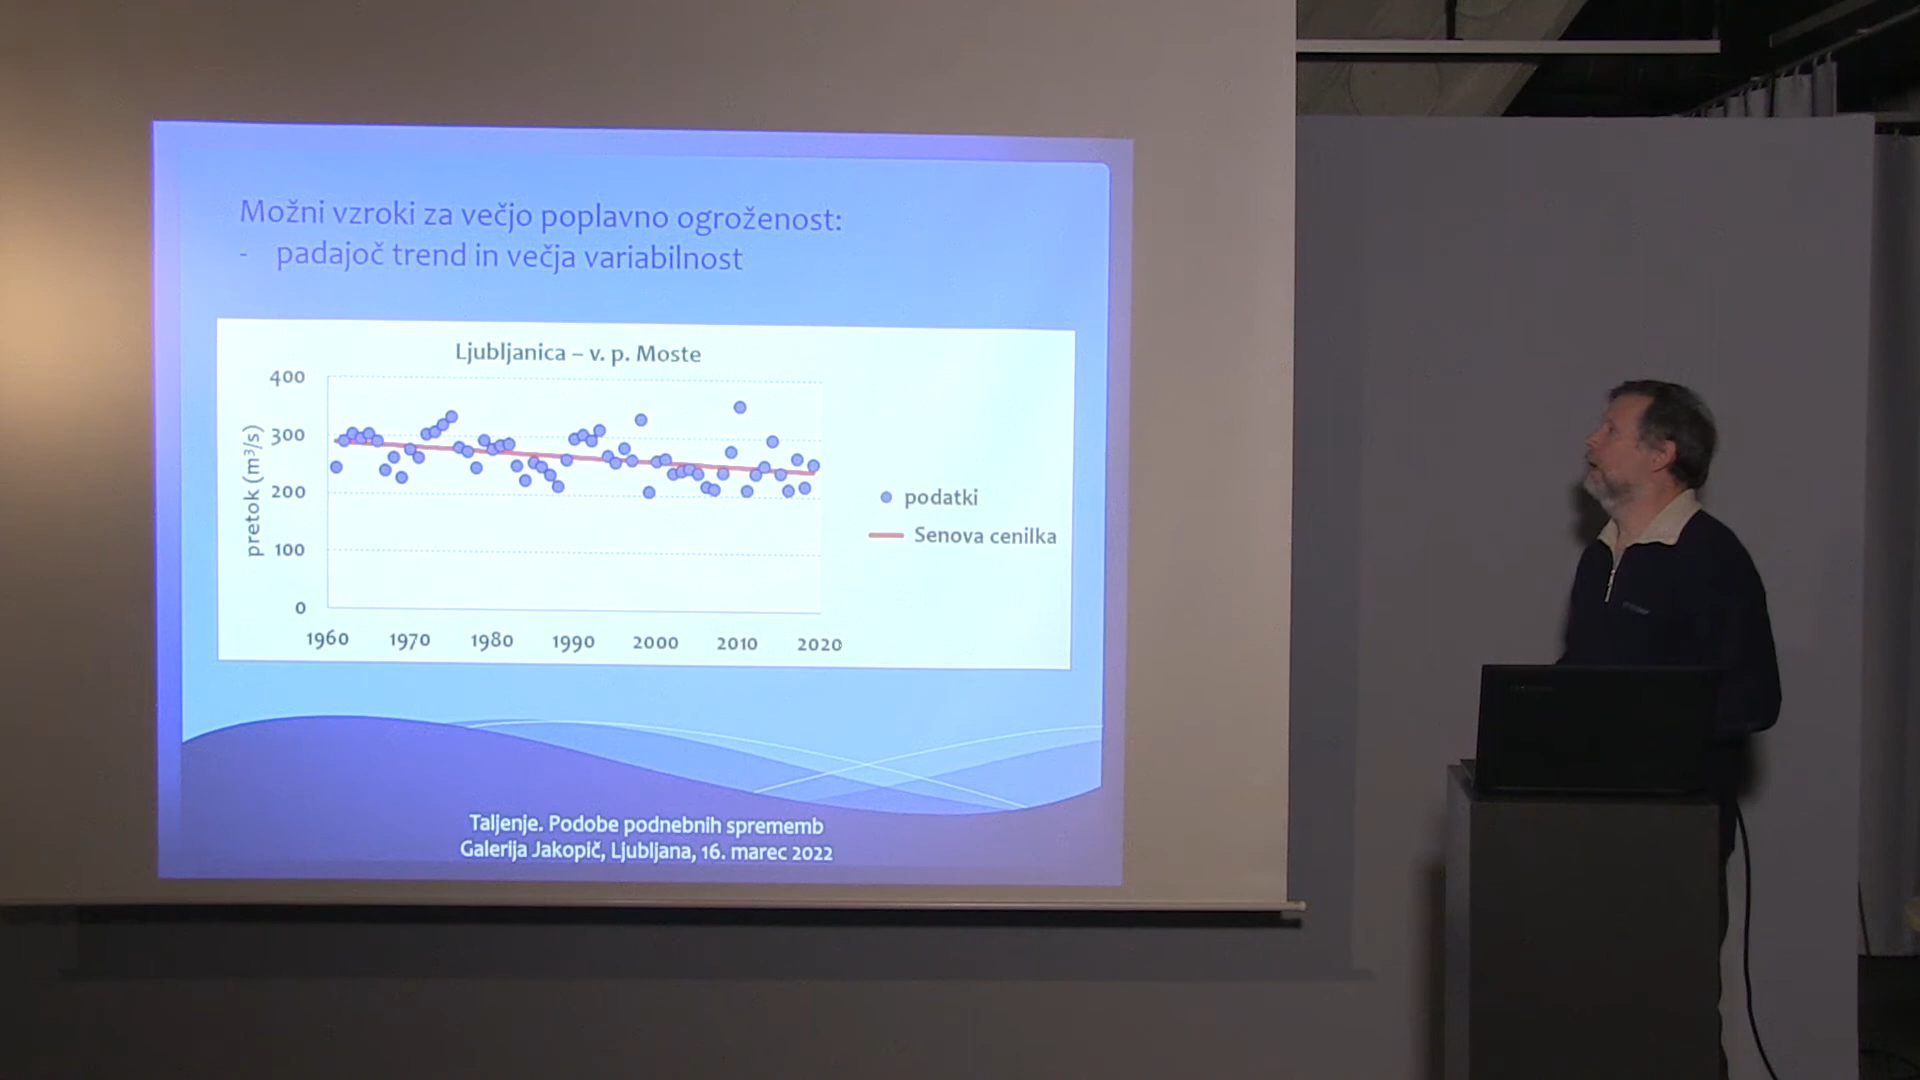 Možni vzroki za večjo poplavno ogroženost:
- padajoč trend in večja variabilnost
Ljubljanica – v. p. Moste
400
300
200
100
0
pretok (m³/s)
1960 1970 1980 1990 2000 2010 2020
podatki
Senova cenilka
Taljenje. Podobe podnebnih sprememb
Galerija Jakopič, Ljubljana, 16. marec 2022